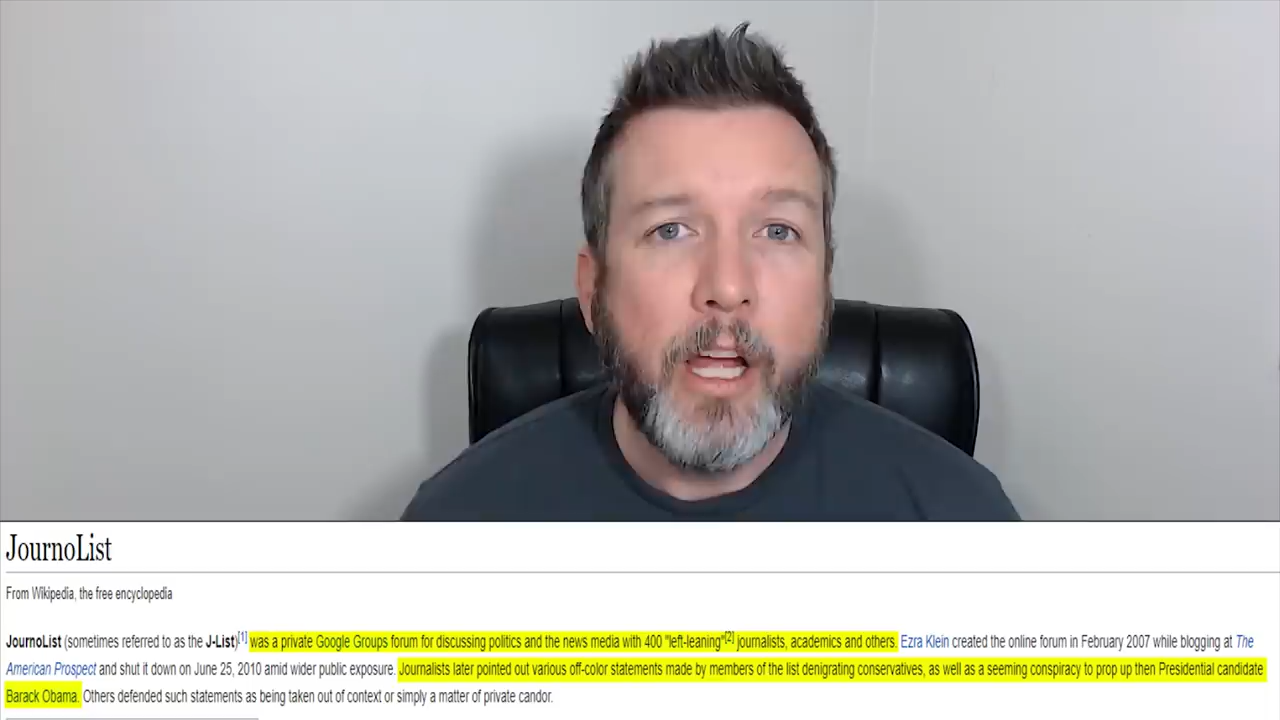 JournoList
From Wikipedia, the free encyclopedia
JournoList (sometimes referred to as the J-List)[1] was a private Google Groups forum for discussing politics and the news media with 400 "left-leaning"[2] journalists, academics and others. Ezra Klein created the online forum in February 2007 while blogging at The
American Prospect and shut it down on June 25, 2010 amid wider public exposure. Journalists later pointed out various off-color statements made by members of the list denigrating conservatives, as well as a seeming conspiracy to prop up then Presidential candidate
Barack Obama. Others defended such statements as being taken out of context or simply a matter of private candor.